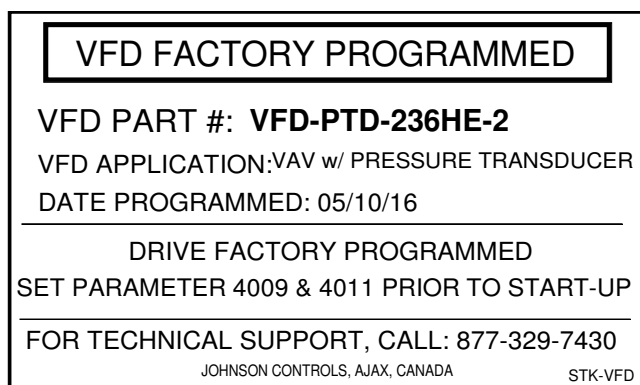 VFD FACTORY PROGRAMMED
VFD PART #: VFD-PTD-236HE-2
VFD APPLICATION:VAV w/ PRESSURE TRANSDUCER
DATE PROGRAMMED: 05/10/16
DRIVE FACTORY PROGRAMMED
SET PARAMETER 4009 & 4011 PRIOR TO START-UP
FOR TECHNICAL SUPPORT, CALL: 877-329-7430
JOHNSON CONTROLS, AJAX, CANADA STK-VFD